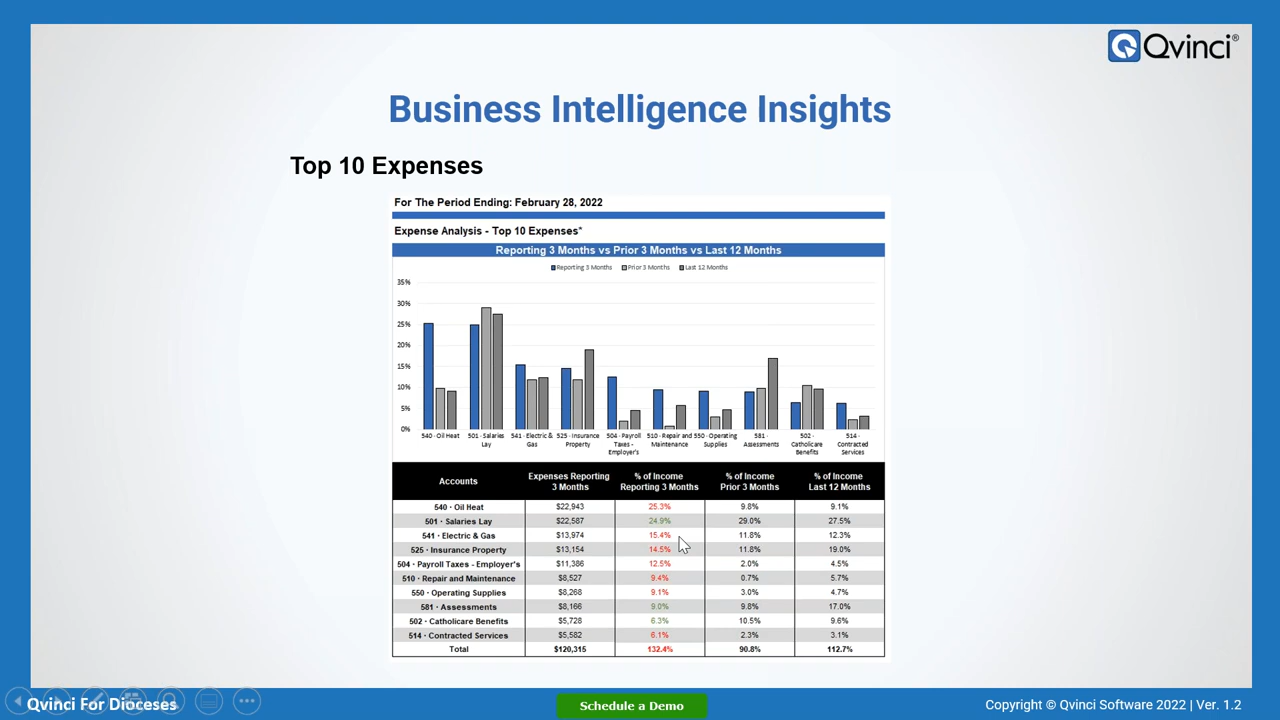 Qvinci®
Business Intelligence Insights
Top 10 Expenses
For The Period Ending: February 28, 2022
Expense Analysis - Top 10 Expenses*
Reporting 3 Months vs Prior 3 Months vs Last 12 Months
Reporting 3 Months Prior 3 Months Last 12 Months
35%
30%
25%
20%
15%
10%
5%
0%
540 · Oil Heat
501 · Salaries Lay
541 · Electric & Gas
525 · Insurance Property
504 · Payroll Taxes - Employer's
510 · Repair and Maintenance
550 · Operating Supplies
581 · Assessments
502 · Catholicare Benefits
514 · Contracted Services
Accounts Expenses Reporting 3 Months % of Income Reporting 3 Months % of Income Prior 3 Months % of Income Last 12 Months
540 · Oil Heat $22,943 25.3% 9.8% 9.1%
501 · Salaries Lay $22,587 24.9% 29.0% 27.5%
541 · Electric & Gas $13,974 15.4% 11.8% 12.3%
525 · Insurance Property $13,154 14.5% 11.8% 19.0%
504 · Payroll Taxes - Employer's $11,386 12.5% 2.0% 4.5%
510 · Repair and Maintenance $8,527 9.4% 0.7% 5.7%
550 · Operating Supplies $8,268 9.1% 3.0% 4.7%
581 · Assessments $8,166 9.0% 9.8% 17.0%
502 · Catholicare Benefits $5,728 6.3% 10.5% 9.6%
514 · Contracted Services $5,582 6.1% 2.3% 3.1%
Total $120,315 132.4% 90.8% 112.7%
Qvinci For Dioceses
Schedule a Demo
Copyright © Qvinci Software 2022 | Ver. 1.2